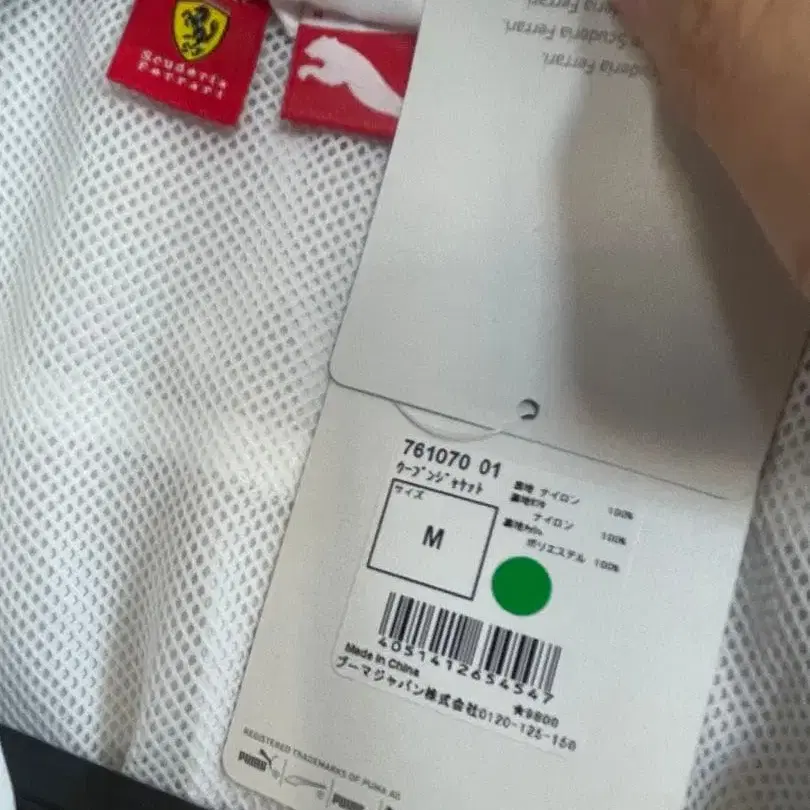 Scuderia
Ferrari
Scuderia Ferrari
Scuderia Ferrari.
761070 01
ウーブンジャケット
サイズ
M
表地 ナイロン 100%
ナイロン 100%
ポリエステル 100%
4051412654547
Made in China
★9800
プーマジャパン株式会社0120-125-150
REGISTERED TRADEMARKS OF PUMA AG
PUMA
PUMA